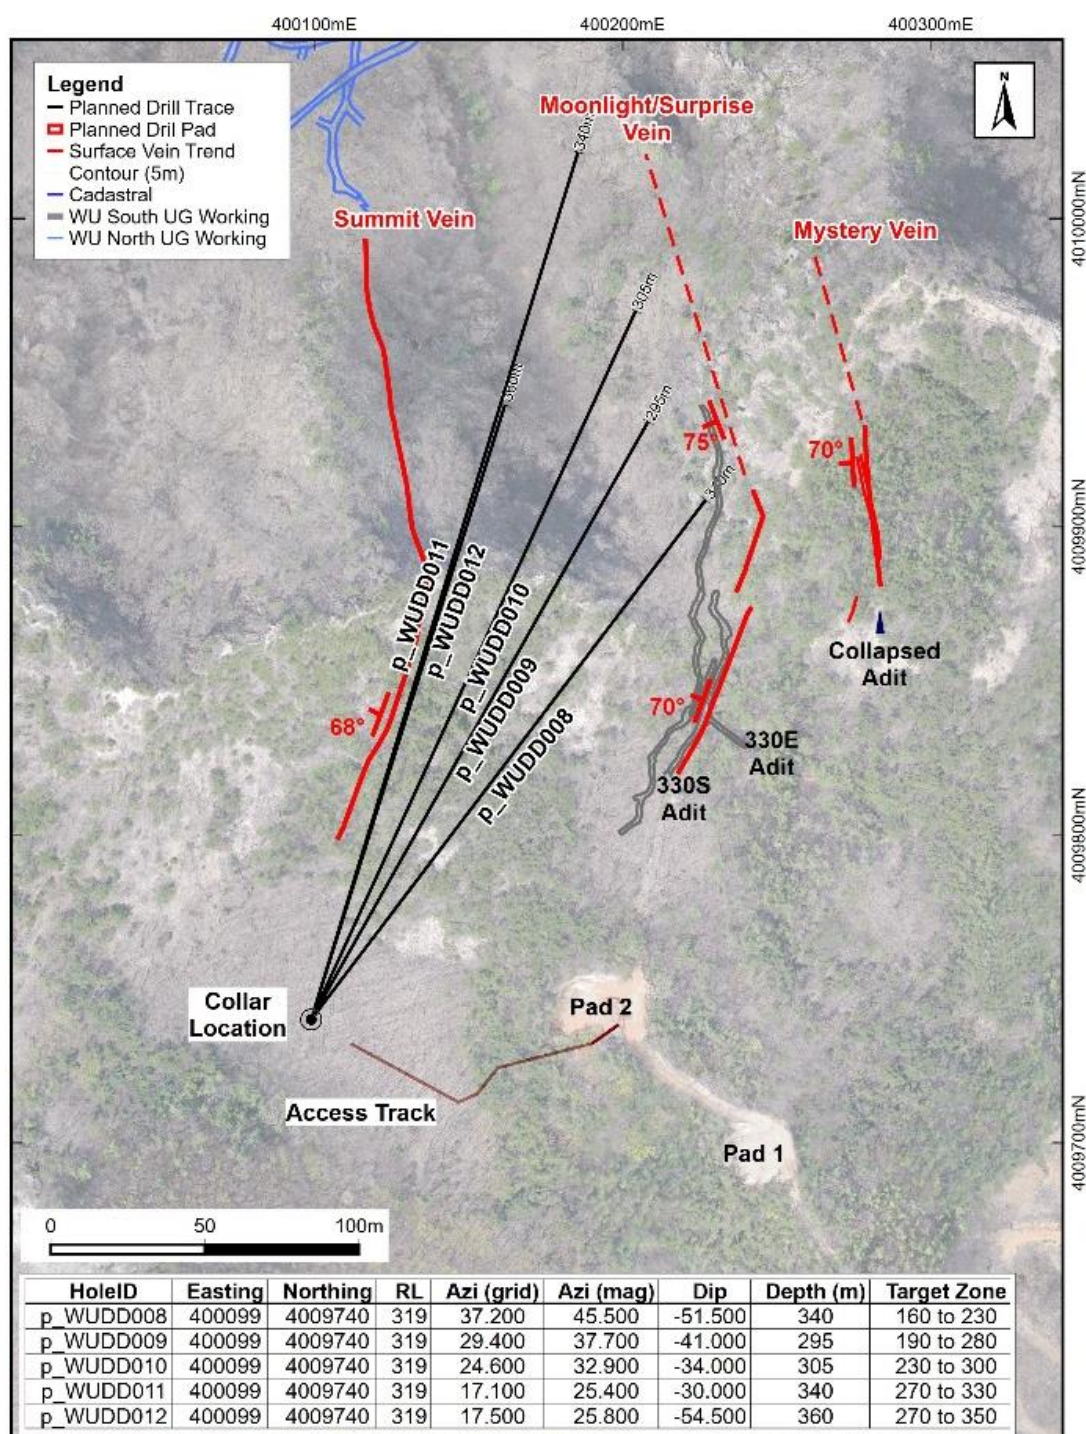 400100mE 400200mE 400300mE
Legend
Planned Drill Trace
Planned Drill Pad
Surface Vein Trend
Contour (5m)
Cadastral
WU South UG Working
WU North UG Working
N
Moonlight/Surprise
Vein
340m
Summit Vein
Mystery Vein
4010000mN
305m
295m
75°
70°
4009900mN
p_WUDD011
p_WUDD012
p_WUDD010
p_WUDD009
p_WUDD008
Collapsed
Adit
68°
70°
330E
Adit
330S
Adit
4009800mN
Collar
Location
Pad 2
Access Track
Pad 1
4009700mN
0 50 100m
HoleID Easting Northing RL Azi (grid) Azi (mag) Dip Depth (m) Target Zone
p_WUDD008 400099 4009740 319 37.200 45.500 -51.500 340 160 to 230
p_WUDD009 400099 4009740 319 29.400 37.700 -41.000 295 190 to 280
p_WUDD010 400099 4009740 319 24.600 32.900 -34.000 305 230 to 300
p_WUDD011 400099 4009740 319 17.100 25.400 -30.000 340 270 to 330
p_WUDD012 400099 4009740 319 17.500 25.800 -54.500 360 270 to 350